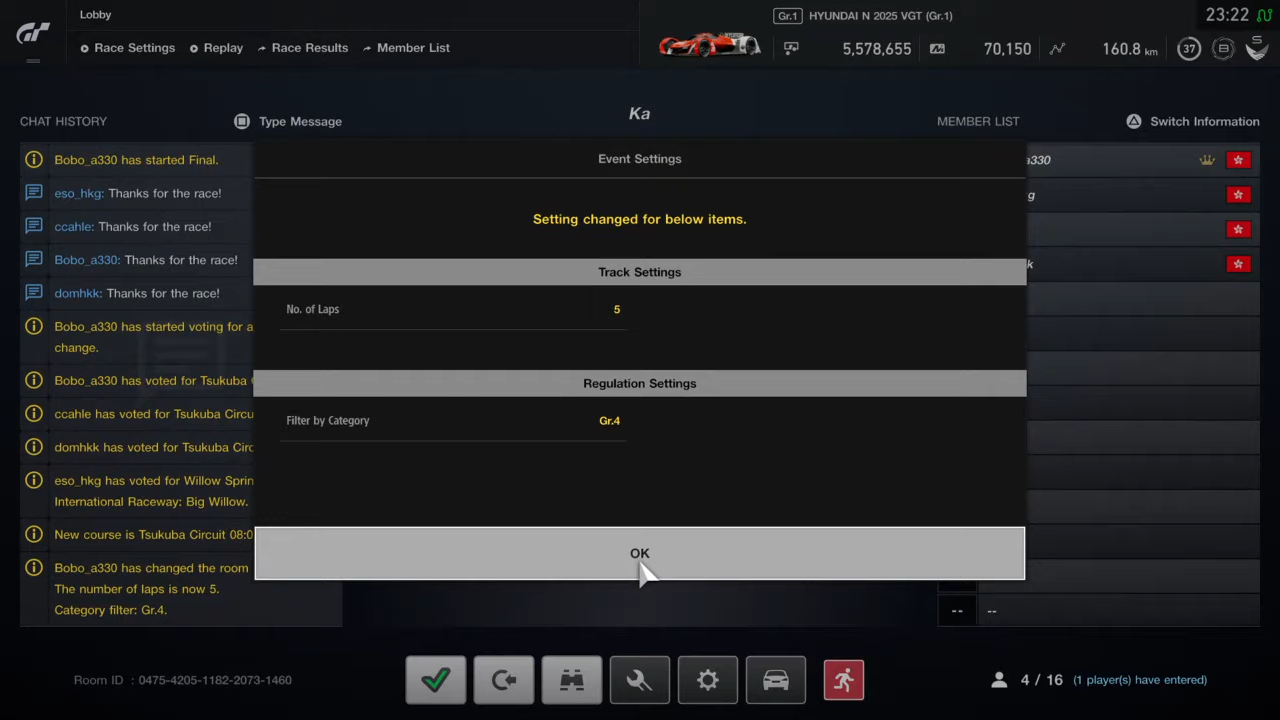 Lobby
Race Settings
Replay
Race Results
Member List
Gr.1 HYUNDAI N 2025 VGT (Gr.1)
5,578,655
70,150
160.8 km
23:22
37
B
S
CHAT HISTORY
Type Message
Ka
MEMBER LIST
Switch Information
Bobo_a330 has started Final.
eso_hkg: Thanks for the race!
ccahle: Thanks for the race!
Bobo_a330: Thanks for the race!
domhkk: Thanks for the race!
Bobo_a330 has started voting for a
change.
Bobo_a330 has voted for Tsukuba
ccahle has voted for Tsukuba Circu
domhkk has voted for Tsukuba Circ
eso_hkg has voted for Willow Sprin
International Raceway: Big Willow.
New course is Tsukuba Circuit 08:0
Bobo_a330 has changed the room
The number of laps is now 5.
Category filter: Gr.4.
Event Settings
Setting changed for below items.
Track Settings
No. of Laps 5
Regulation Settings
Filter by Category Gr.4
OK
a330
g
k
-- --
Room ID : 0475-4205-1182-2073-1460
4 / 16 (1 player(s) have entered)